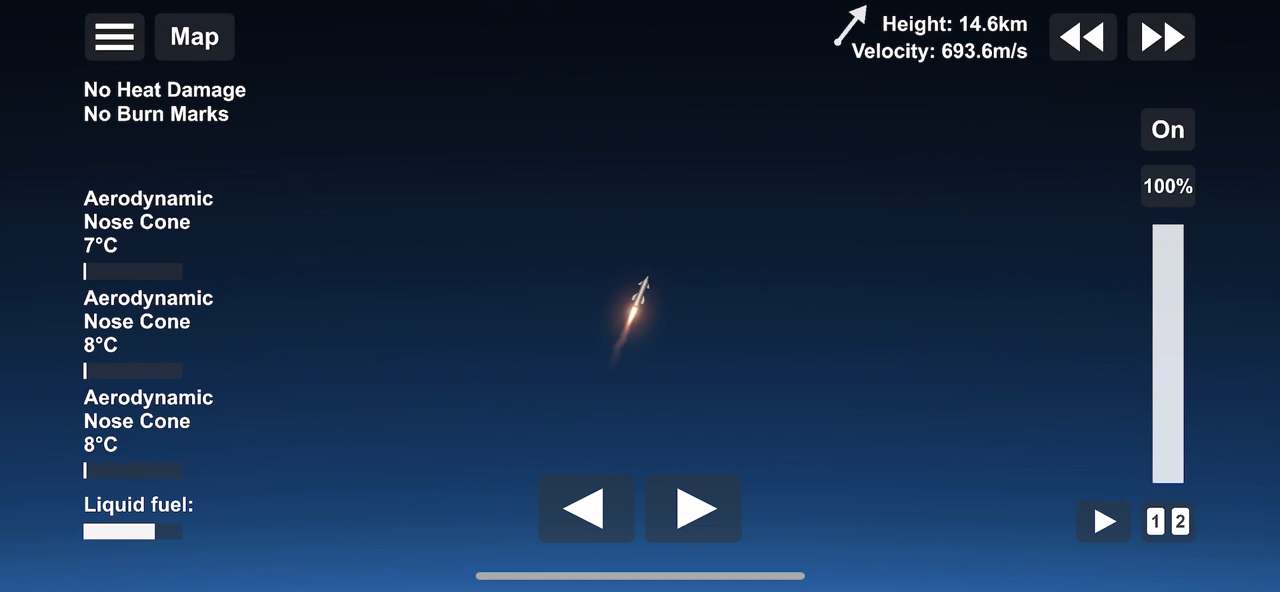 Map
Height: 14.6km
Velocity: 693.6m/s
No Heat Damage
No Burn Marks
On
100%
Aerodynamic
Nose Cone
7°C
Aerodynamic
Nose Cone
8°C
Aerodynamic
Nose Cone
8°C
Liquid fuel:
1 2